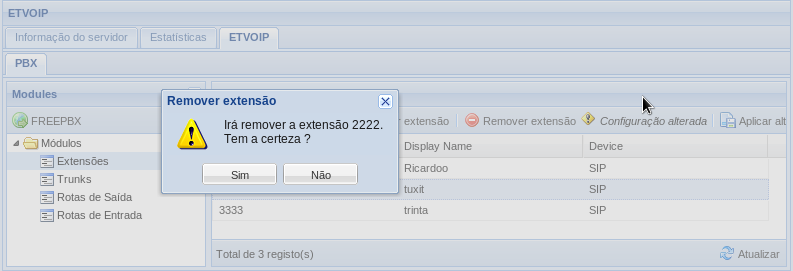 ETVOIP
Informação do servidor Estatísticas ETVOIP
PBX
Modules
Remover extensão
FREEPBX
extensão Remover extensão Configuração alterada Aplicar
Irá remover a extensão 2222.
Tem a certeza ?
Sim Não
Módulos
Extensões
Trunks
Rotas de Saída
Rotas de Entrada
Display Name Device
Ricardoo SIP
tuxit SIP
3333 trinta SIP
Total de 3 registo(s) Atualizar